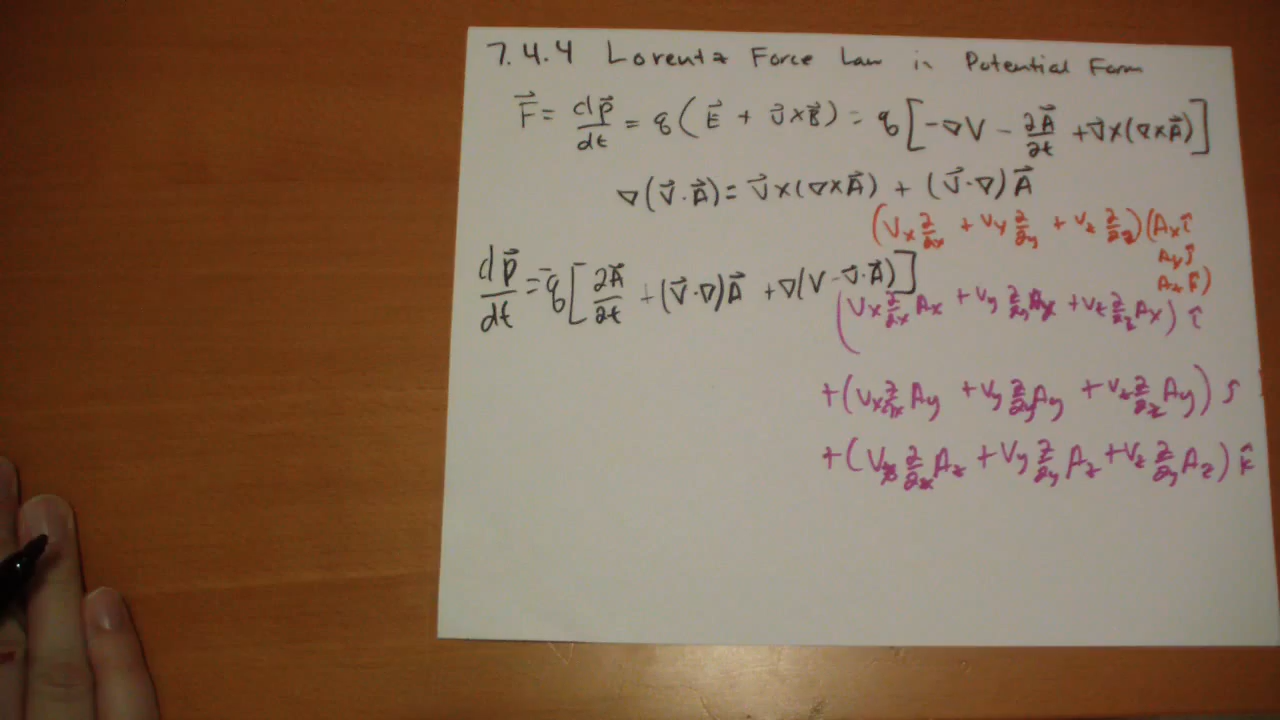 7.4.4 Lorentz Force Law in Potential Form
F⃗ = dp⃗/dt = q(E⃗ + v⃗×B⃗) = q[-∇V - ∂A⃗/∂t + v⃗×(∇×A⃗)]
∇(v⃗·A⃗) = v⃗×(∇×A⃗) + (v⃗·∇)A⃗
(Vx ∂/∂x + Vy ∂/∂y + Vz ∂/∂z)(Ax î
Ay ĵ
Az k̂)
dp⃗/dt = -q[∂A⃗/∂t + (v⃗·∇)A⃗ + ∇(V - v⃗·A⃗)]
(Vx ∂/∂x Ax + Vy ∂/∂y Ax + Vz ∂/∂z Ax) î
+(Vx ∂/∂x Ay + Vy ∂/∂y Ay + Vz ∂/∂z Ay) ĵ
+(Vx ∂/∂x Az + Vy ∂/∂y Az + Vz ∂/∂y Az) k̂